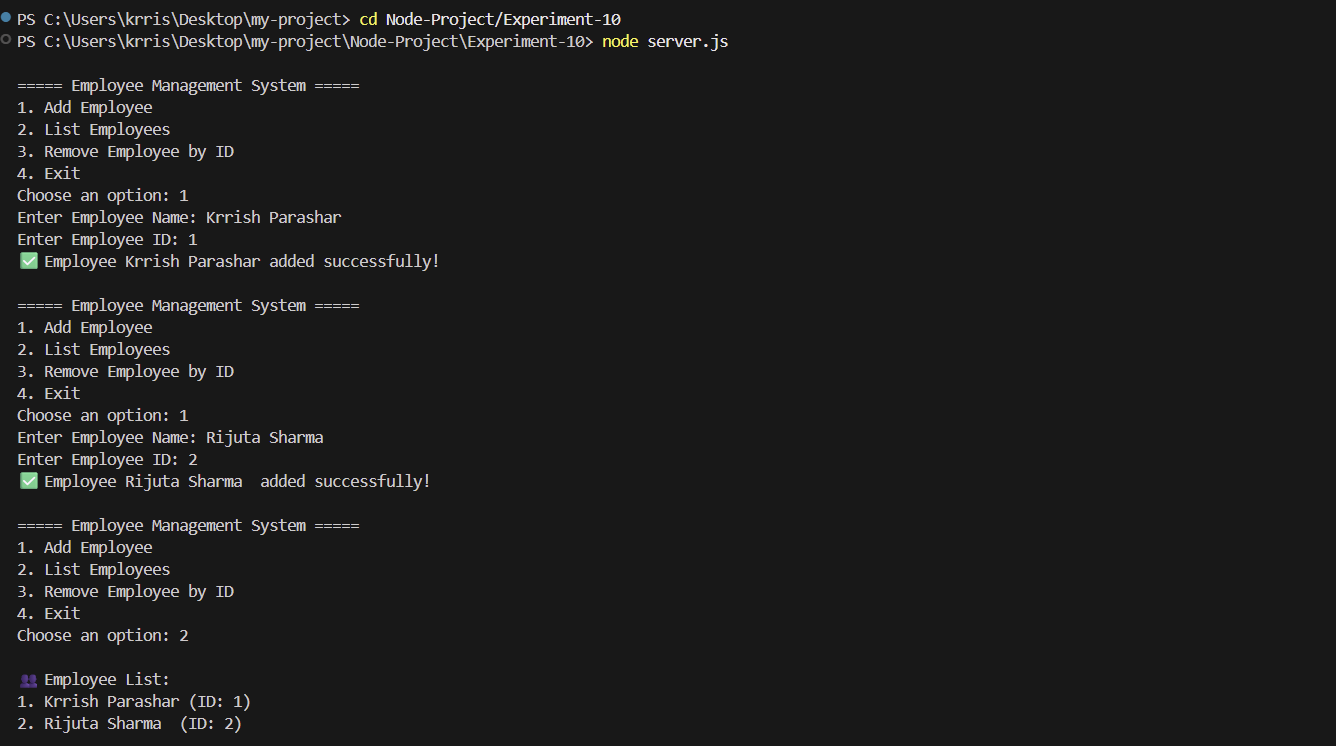 PS C:\Users\krris\Desktop\my-project> cd Node-Project/Experiment-10
PS C:\Users\krris\Desktop\my-project\Node-Project\Experiment-10> node server.js
===== Employee Management System =====
1. Add Employee
2. List Employees
3. Remove Employee by ID
4. Exit
Choose an option: 1
Enter Employee Name: Krrish Parashar
Enter Employee ID: 1
✅ Employee Krrish Parashar added successfully!
===== Employee Management System =====
1. Add Employee
2. List Employees
3. Remove Employee by ID
4. Exit
Choose an option: 1
Enter Employee Name: Rijuta Sharma
Enter Employee ID: 2
✅ Employee Rijuta Sharma  added successfully!
===== Employee Management System =====
1. Add Employee
2. List Employees
3. Remove Employee by ID
4. Exit
Choose an option: 2
👥 Employee List:
1. Krrish Parashar (ID: 1)
2. Rijuta Sharma  (ID: 2)